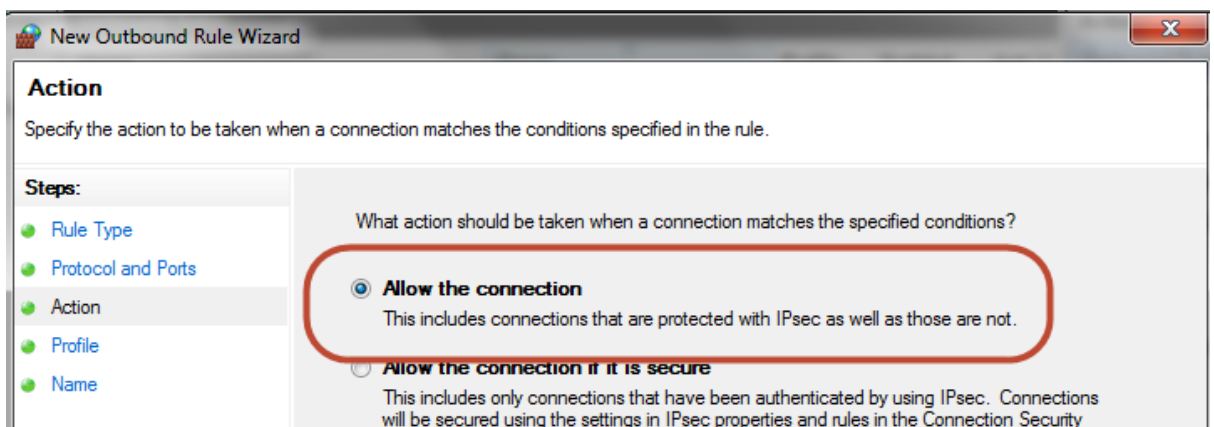 New Outbound Rule Wizard
Action
Specify the action to be taken when a connection matches the conditions specified in the rule.
Steps:
Rule Type
Protocol and Ports
Action
Profile
Name
What action should be taken when a connection matches the specified conditions?
Allow the connection
This includes connections that are protected with IPsec as well as those are not.
Allow the connection if it is secure
This includes only connections that have been authenticated by using IPsec. Connections
will be secured using the settings in IPsec properties and rules in the Connection Security